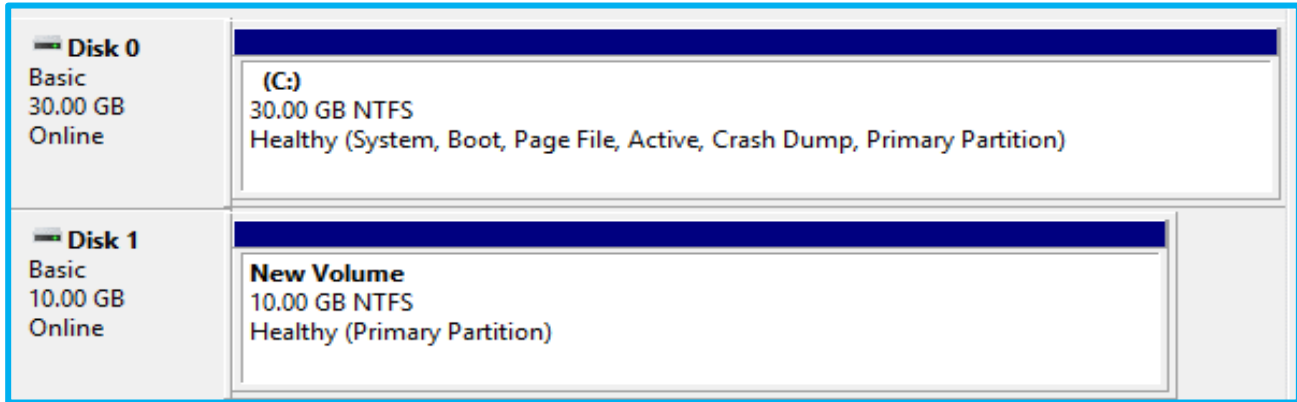 Disk 0
Basic
30.00 GB
Online
(C:)
30.00 GB NTFS
Healthy (System, Boot, Page File, Active, Crash Dump, Primary Partition)
Disk 1
Basic
10.00 GB
Online
New Volume
10.00 GB NTFS
Healthy (Primary Partition)